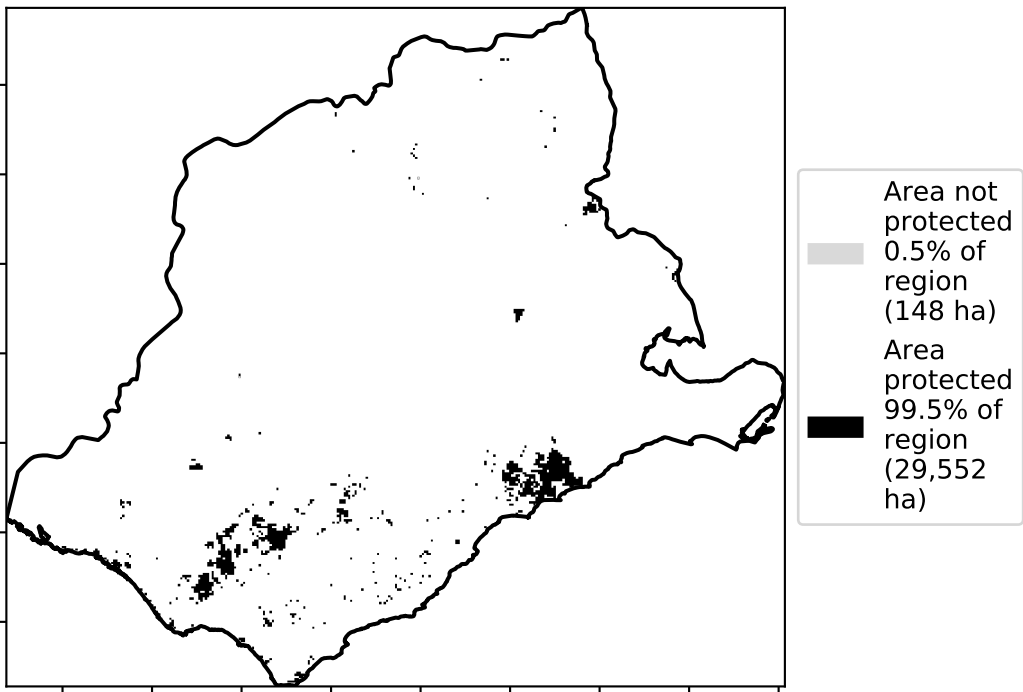 Area not
protected
0.5% of
region
(148 ha)
Area
protected
99.5% of
region
(29,552
ha)